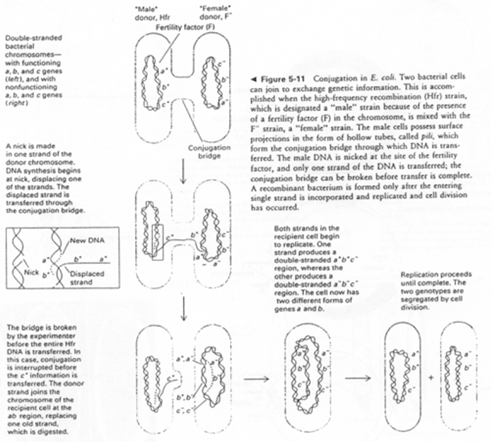 "Male"
donor, Hfr
"Female"
donor, F⁻
Fertility factor (F)
Double-stranded
bacterial
chromosomes—
with functioning
a, b, and c genes
(left), and with
nonfunctioning
a, b, and c genes
(right)
a⁺
b⁺
c⁺
c⁻
b⁻
a⁻
Conjugation
bridge
◄ Figure 5-11 Conjugation in E. coli. Two bacterial cells
can join to exchange genetic information. This is accom-
plished when the high-frequency recombination (Hfr) strain,
which is designated a "male" strain because of the presence
of a fertility factor (F) in the chromosome, is mixed with the
F⁻ strain, a "female" strain. The male cells possess surface
projections in the form of hollow tubes, called pili, which
form the conjugation bridge through which DNA is trans-
ferred. The male DNA is nicked at the site of the fertility
factor, and only one strand of the DNA is transferred; the
conjugation bridge can be broken before transfer is complete.
A recombinant bacterium is formed only after the entering
single strand is incorporated and replicated and cell division
has occurred.
A nick is made
in one strand of the
donor chromosome.
DNA synthesis begins
at nick, displacing one
of the strands. The
displaced strand is
transferred through
the conjugation bridge.
New DNA
a⁺
b⁺
a⁺
Nick
b⁺
Displaced
strand
Both strands in the
recipient cell begin
to replicate. One
strand produces a
double-stranded a⁺b⁺c⁻
region, whereas the
other produces a
double-stranded a⁻b⁻c⁻
region. The cell now has
two different forms of
genes a and b.
Replication proceeds
until complete. The
two genotypes are
segregated by cell
division.
The bridge is broken
by the experimenter
before the entire Hfr
DNA is transferred. In
this case, conjugation
is interrupted before
the c⁺ information is
transferred. The donor
strand joins the
chromosome of the
recipient cell at the
ab region, replacing
one old strand,
which is digested.
+